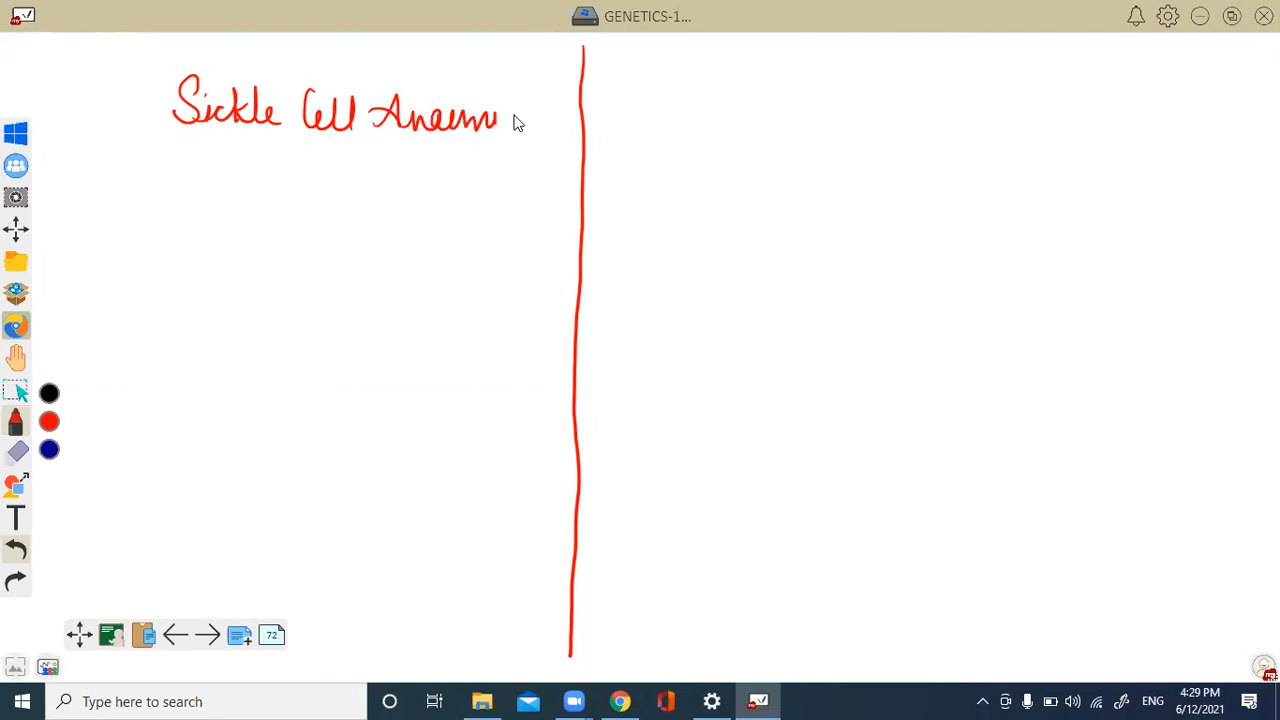 GENETICS-1...
Sickle Cell Anaemi
T
72
Type here to search
ENG
4:29 PM
6/12/2021